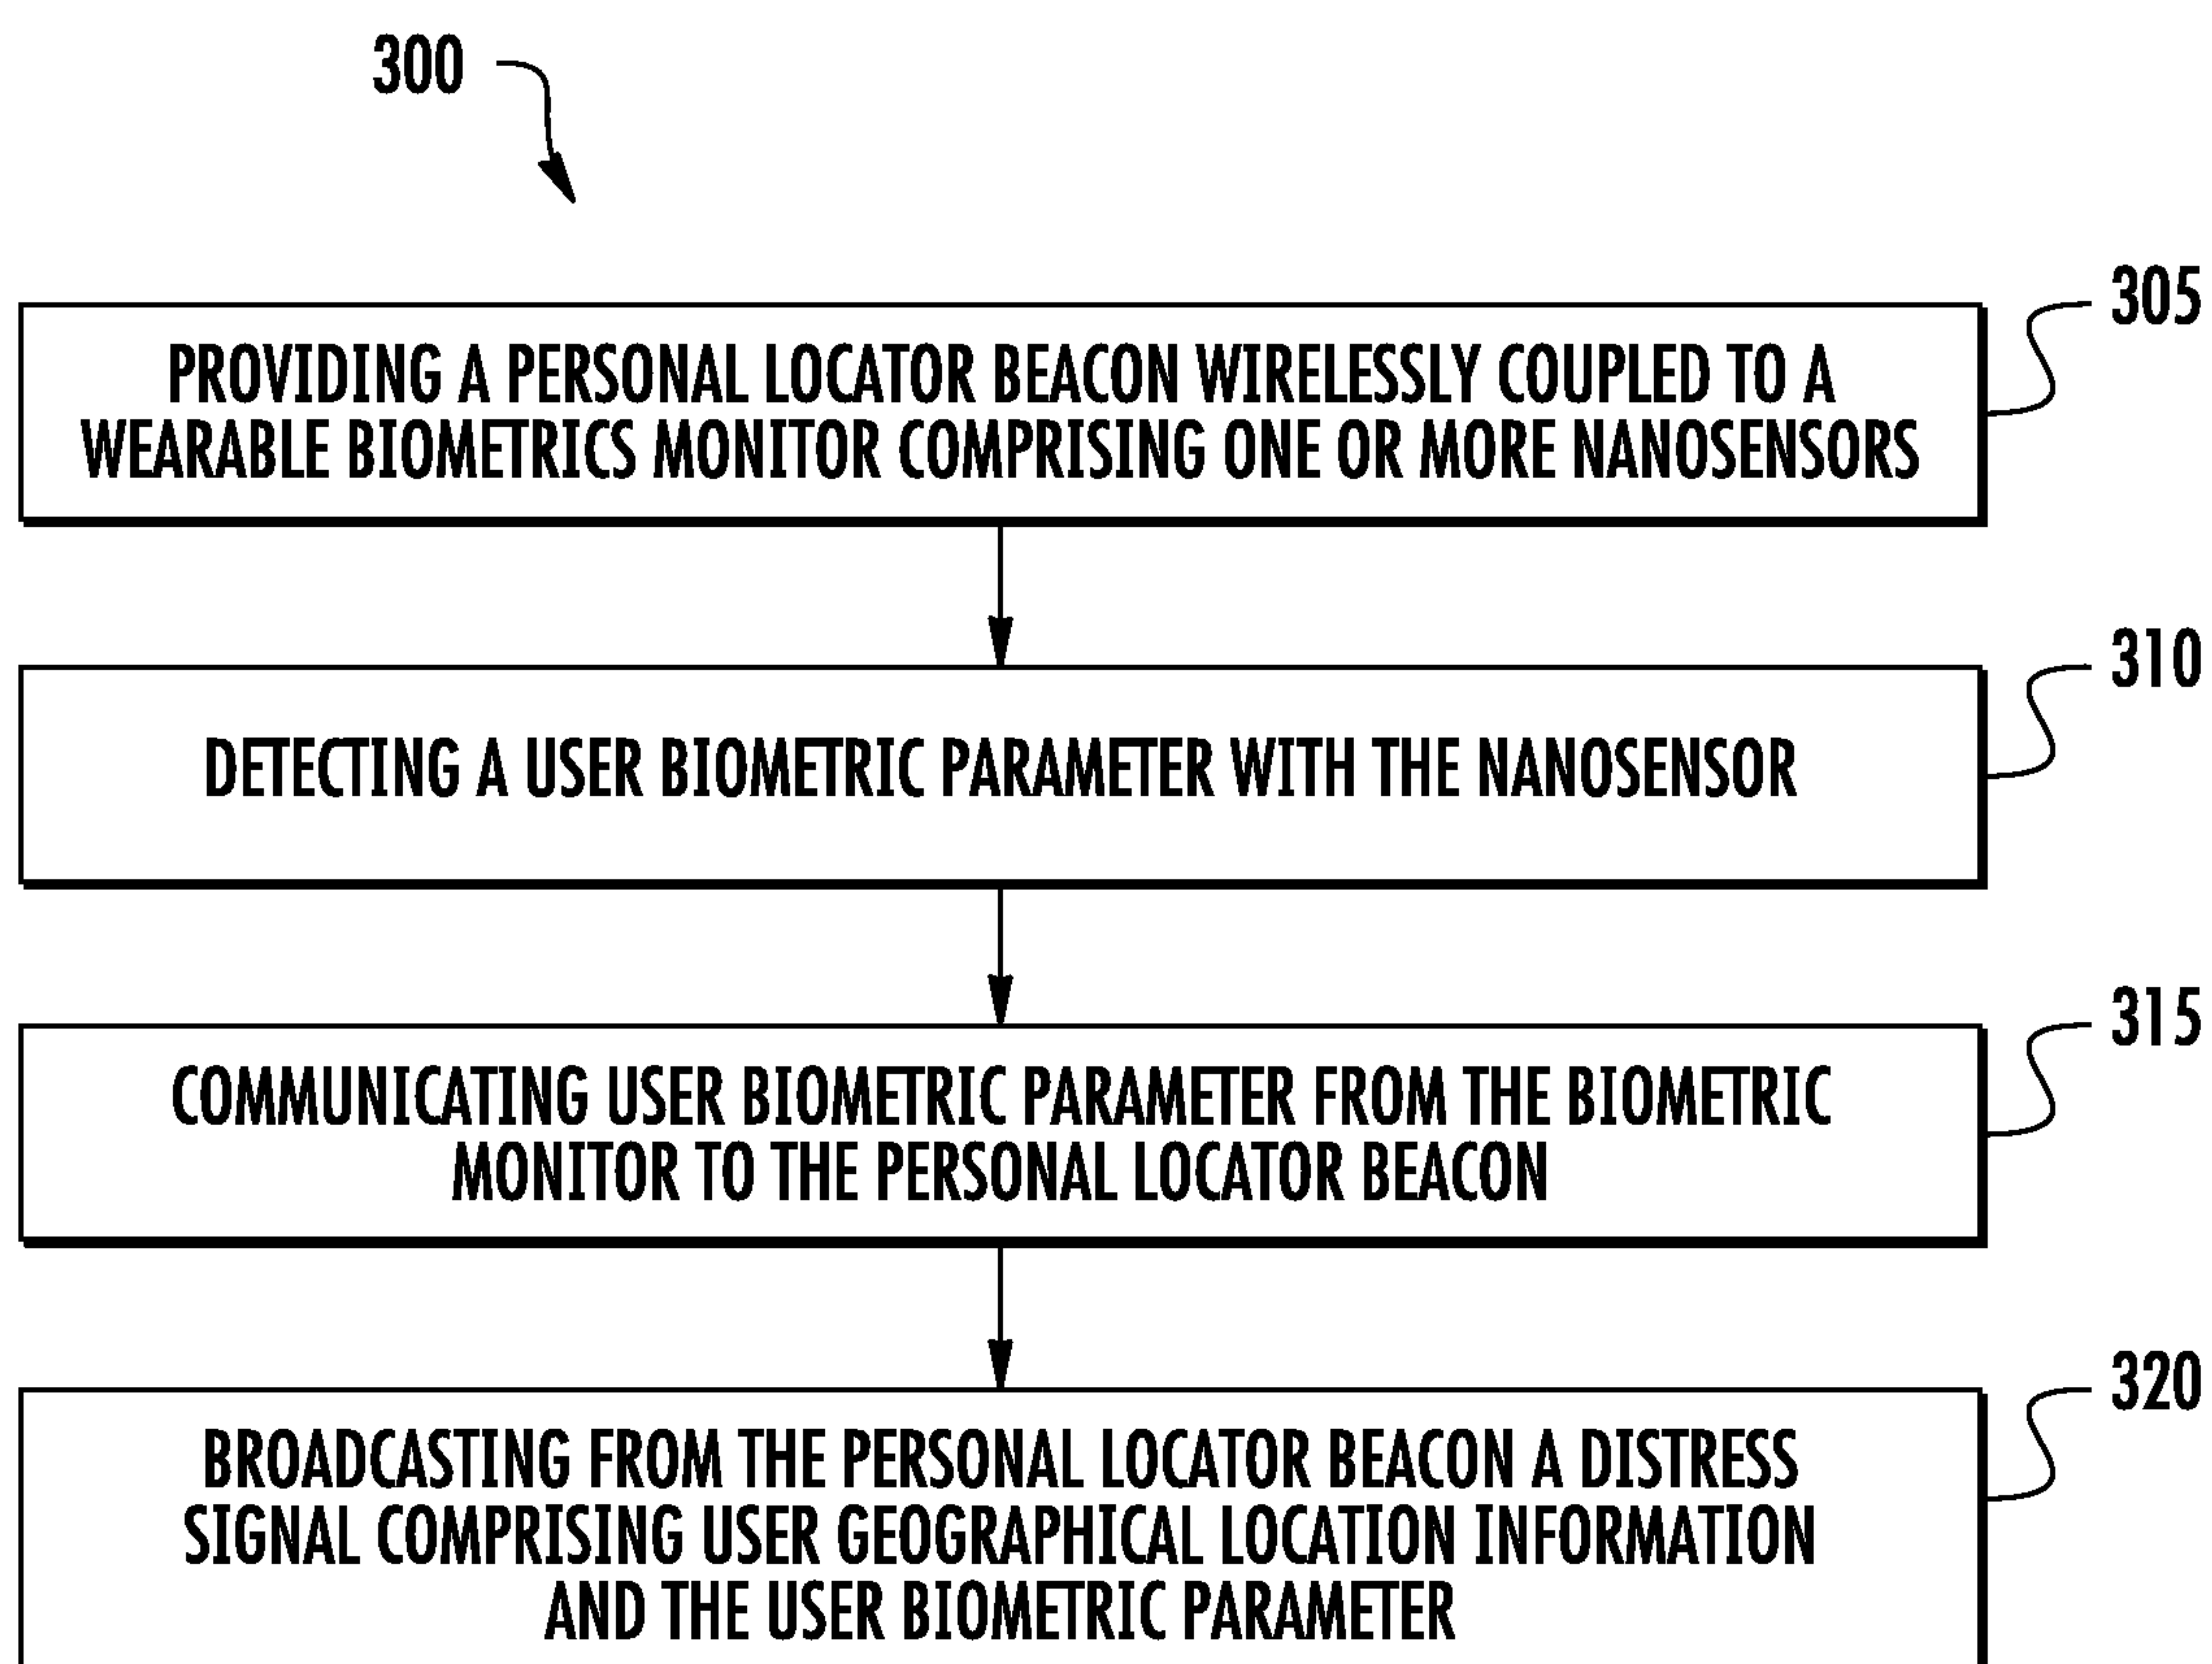 300
305
PROVIDING A PERSONAL LOCATOR BEACON WIRELESSLY COUPLED TO A
WEARABLE BIOMETRICS MONITOR COMPRISING ONE OR MORE NANOSENSORS
310
DETECTING A USER BIOMETRIC PARAMETER WITH THE NANOSENSOR
315
COMMUNICATING USER BIOMETRIC PARAMETER FROM THE BIOMETRIC
MONITOR TO THE PERSONAL LOCATOR BEACON
320
BROADCASTING FROM THE PERSONAL LOCATOR BEACON A DISTRESS
SIGNAL COMPRISING USER GEOGRAPHICAL LOCATION INFORMATION
AND THE USER BIOMETRIC PARAMETER